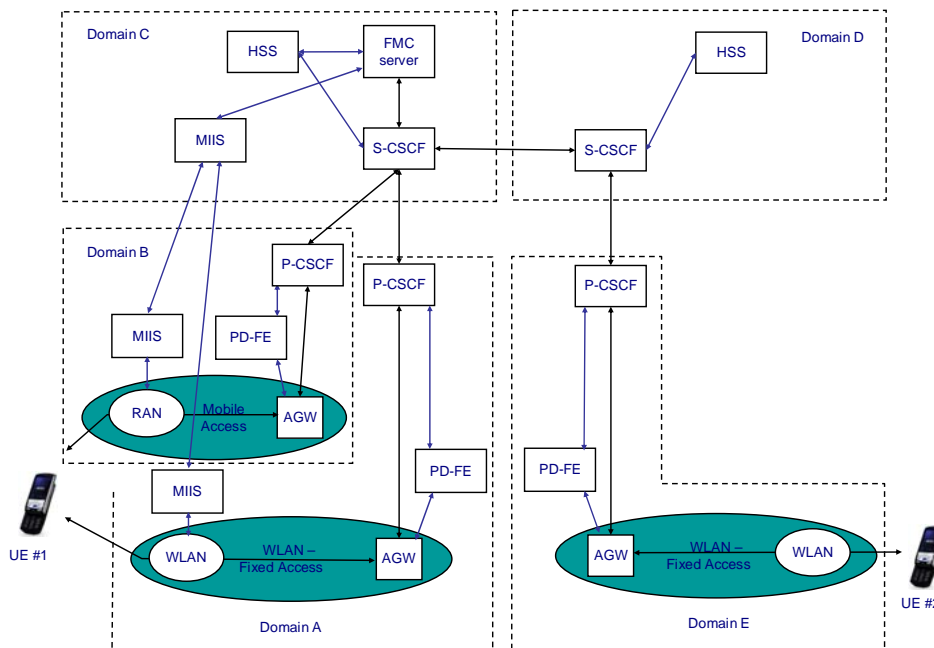 Domain C
HSS
FMC
server
Domain D
HSS
MIIS
S-CSCF
S-CSCF
Domain B
P-CSCF
P-CSCF
P-CSCF
MIIS
PD-FE
RAN
Mobile
Access
AGW
MIIS
PD-FE
PD-FE
UE #1
WLAN
WLAN –
Fixed Access
AGW
AGW
WLAN –
Fixed Access
WLAN
UE #2
Domain A
Domain E